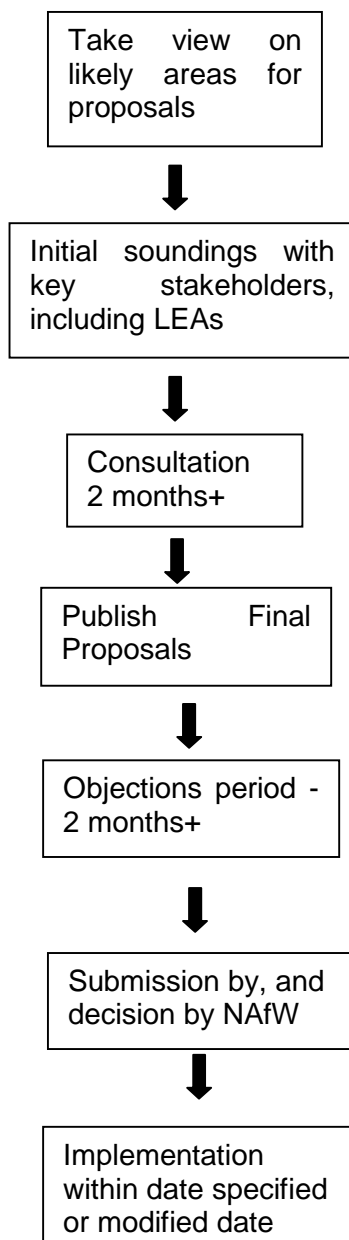 Take view on
likely areas for
proposals
Initial soundings with
key stakeholders,
including LEAs
Consultation
2 months+
Publish Final
Proposals
Objections period -
2 months+
Submission by, and
decision by NAfW
Implementation
within date specified
or modified date